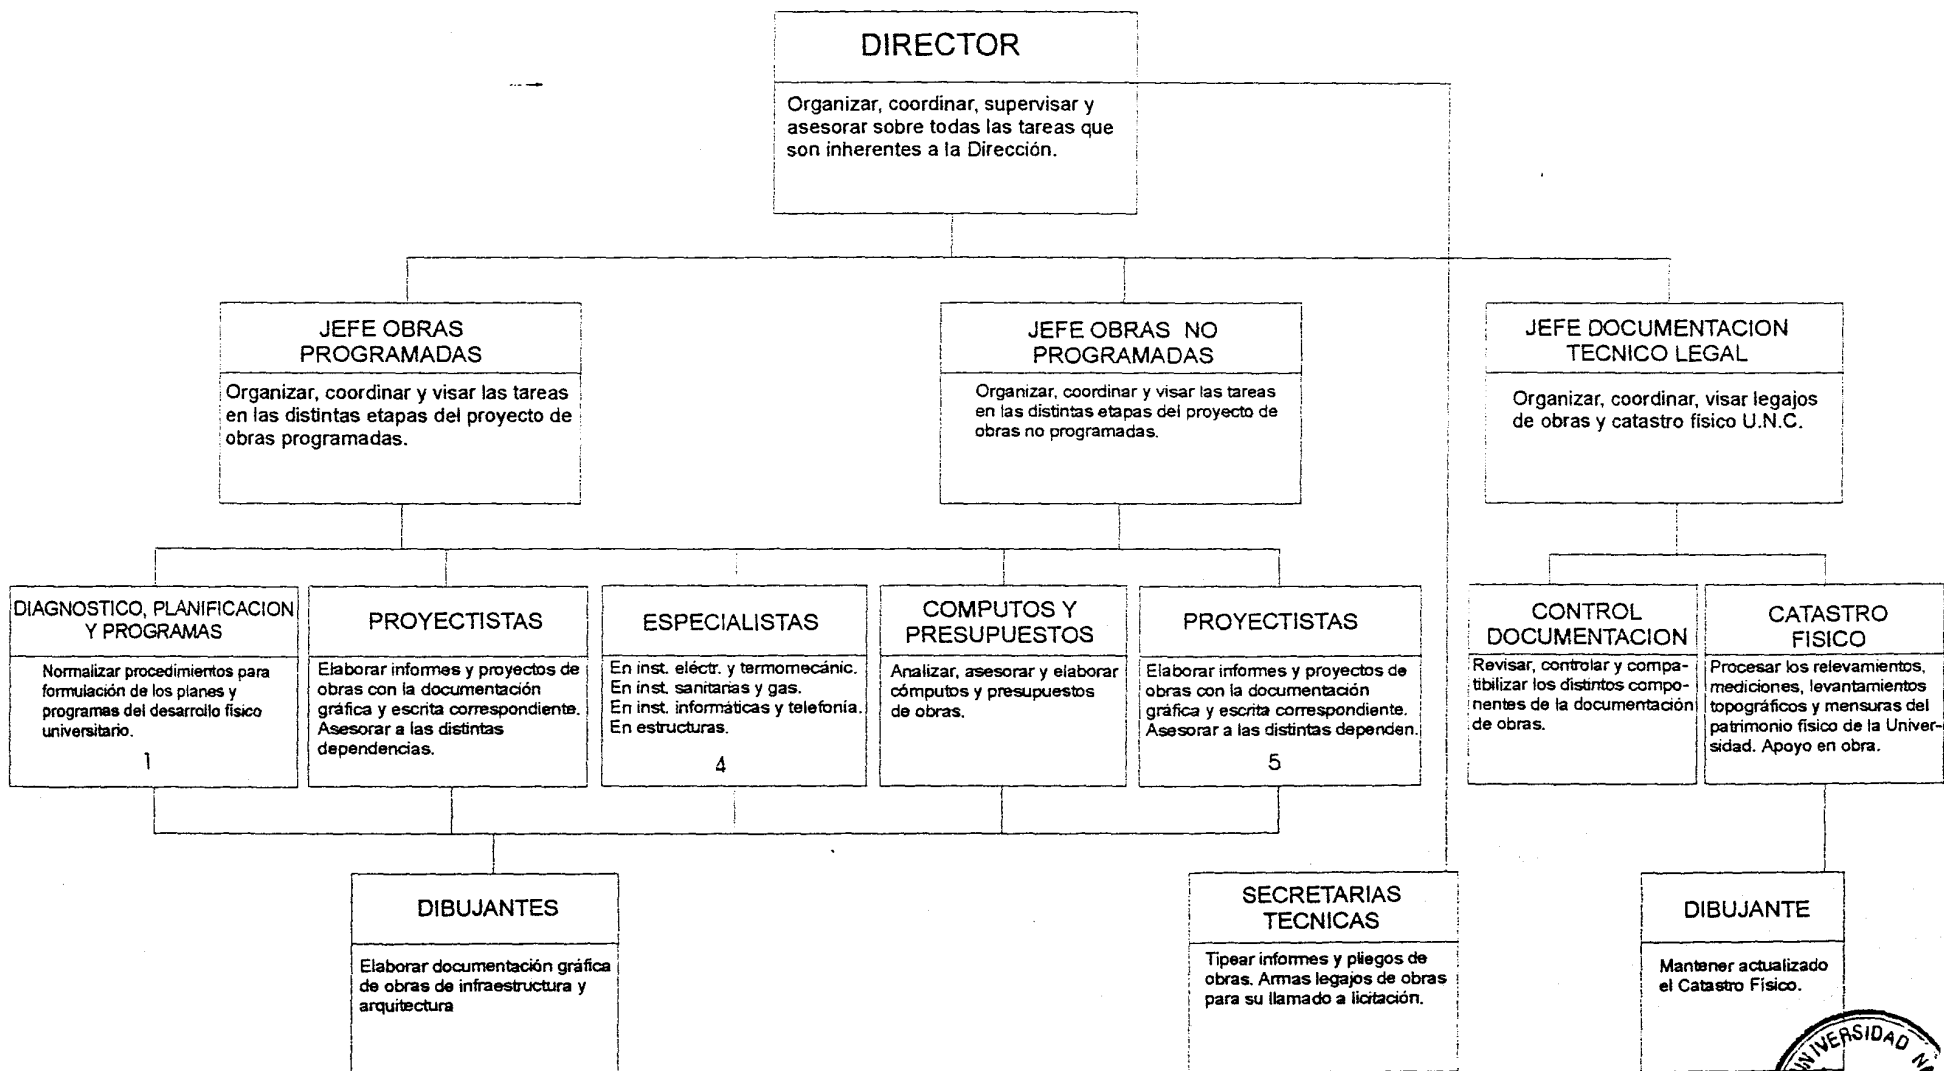 DIRECTOR
Organizar, coordinar, supervisar y
asesorar sobre todas las tareas que
son inherentes a la Dirección.
JEFE OBRAS
PROGRAMADAS
Organizar, coordinar y visar las tareas
en las distintas etapas del proyecto de
obras programadas.
JEFE OBRAS NO
PROGRAMADAS
Organizar, coordinar y visar las tareas
en las distintas etapas del proyecto de
obras no programadas.
JEFE DOCUMENTACION
TECNICO LEGAL
Organizar, coordinar, visar legajos
de obras y catastro físico U.N.C.
DIAGNOSTICO, PLANIFICACION
Y PROGRAMAS
Normalizar procedimientos para
formulación de los planes y
programas del desarrollo físico
universitario.
1
PROYECTISTAS
Elaborar informes y proyectos de
obras con la documentación
gráfica y escrita correspondiente.
Asesorar a las distintas
dependencias.
ESPECIALISTAS
En inst. eléctr. y termomecánic.
En inst. sanitarias y gas.
En inst. informáticas y telefonía.
En estructuras.
4
COMPUTOS Y
PRESUPUESTOS
Analizar, asesorar y elaborar
cómputos y presupuestos
de obras.
PROYECTISTAS
Elaborar informes y proyectos de
obras con la documentación
gráfica y escrita correspondiente.
Asesorar a las distintas dependen.
5
CONTROL
DOCUMENTACION
Revisar, controlar y compa-
tibilizar los distintos compo-
nentes de la documentación
de obras.
CATASTRO
FISICO
Procesar los relevamientos,
mediciones, levantamientos
topográficos y mensuras del
patrimonio físico de la Univer-
sidad. Apoyo en obra.
DIBUJANTES
Elaborar documentación gráfica
de obras de infraestructura y
arquitectura
SECRETARIAS
TECNICAS
Tipear informes y pliegos de
obras. Armas legajos de obras
para su llamado a licitación.
DIBUJANTE
Mantener actualizado
el Catastro Físico.
UNIVERSIDAD